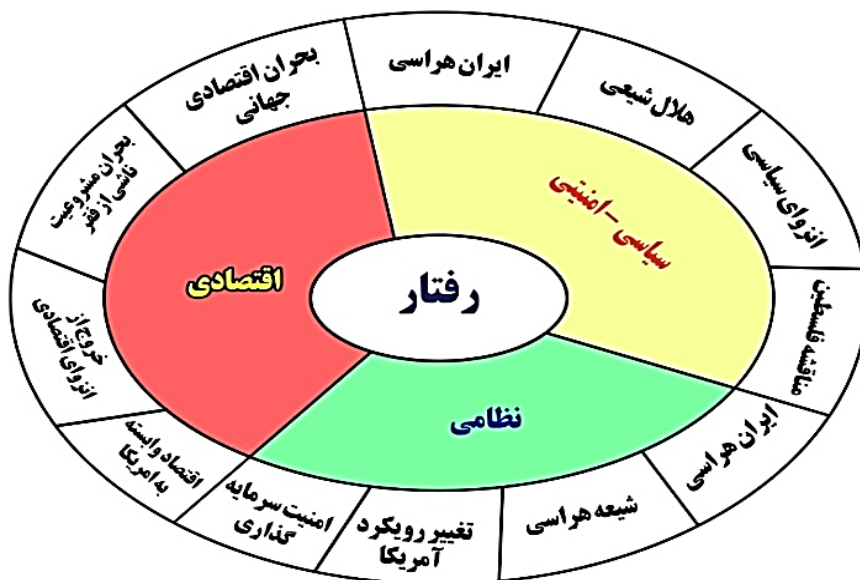 ایران هراسی
هلال شیعی
انزوای سیاسی
مناقشه فلسطین
ایران هراسی
شیعه هراسی
تغییر رویکرد
آمریکا
امنیت سرمایه
گذاری
اقتصاد وابسته
به امریکا
خروج از
انزوای اقتصادی
بحران مشروعیت
ناشی از فقر
بحران اقتصادی
جهانی
سیاسی - امنیتی
نظامی
اقتصادی
رفتار